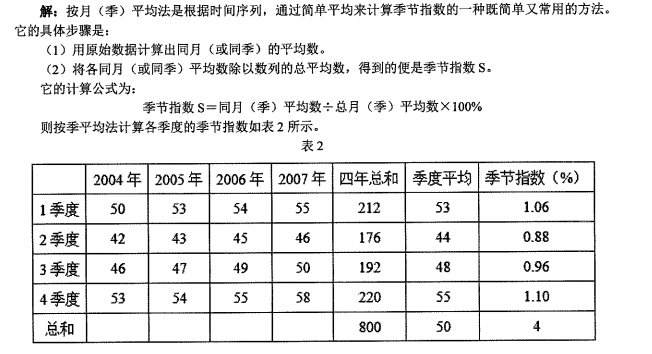 解：按月（季）平均法是根据时间序列，通过简单平均来计算季节指数的一种既简单又常用的方法。
它的具体步骤是：
（1）用原始数据计算出同月（或同季）的平均数。
（2）将各同月（或同季）平均数除以数列的总平均数，得到的便是季节指数 S。
它的计算公式为：
季节指数 S＝同月（季）平均数÷总月（季）平均数×100%
则按季平均法计算各季度的季节指数如表 2 所示。
表 2
2004 年 2005 年 2006 年 2007 年 四年总和 季度平均 季节指数（%）
1 季度 50 53 54 55 212 53 1.06
2 季度 42 43 45 46 176 44 0.88
3 季度 46 47 49 50 192 48 0.96
4 季度 53 54 55 58 220 55 1.10
总和 800 50 4